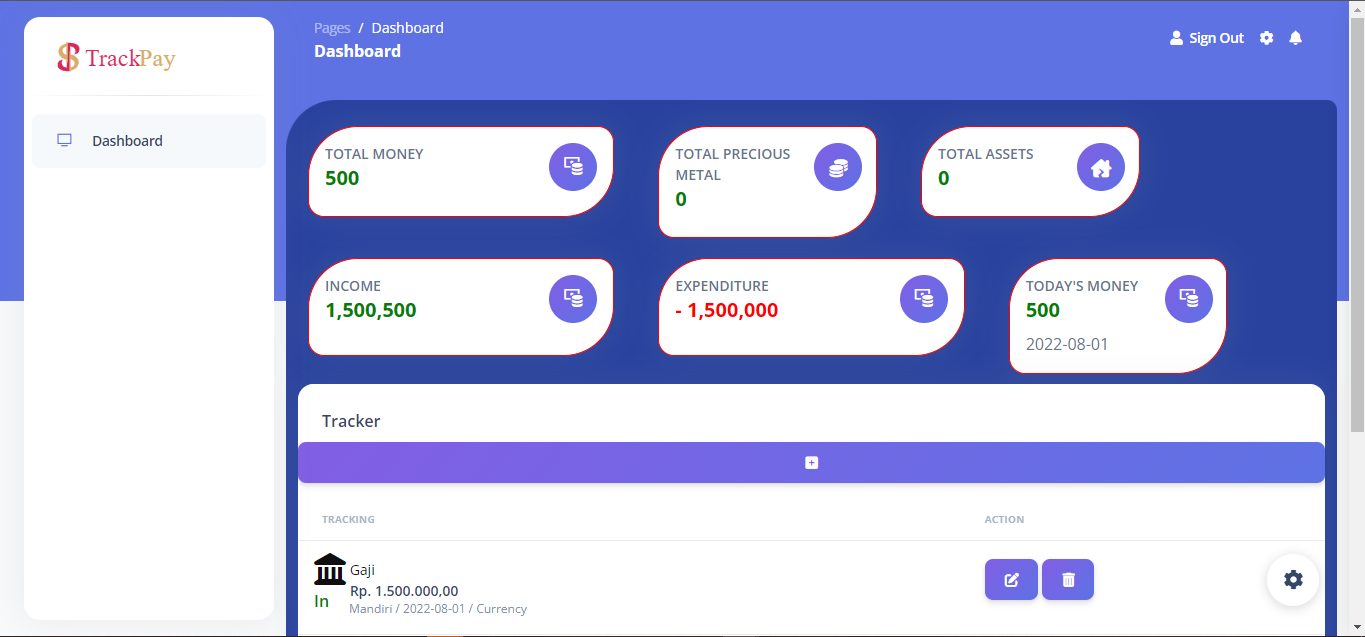 TrackPay
Dashboard
Pages / Dashboard
Dashboard
Sign Out
TOTAL MONEY
500
TOTAL PRECIOUS
METAL
0
TOTAL ASSETS
0
INCOME
1,500,500
EXPENDITURE
- 1,500,000
TODAY'S MONEY
500
2022-08-01
Tracker
TRACKING
ACTION
Gaji
Rp. 1.500.000,00
In
Mandiri / 2022-08-01 / Currency